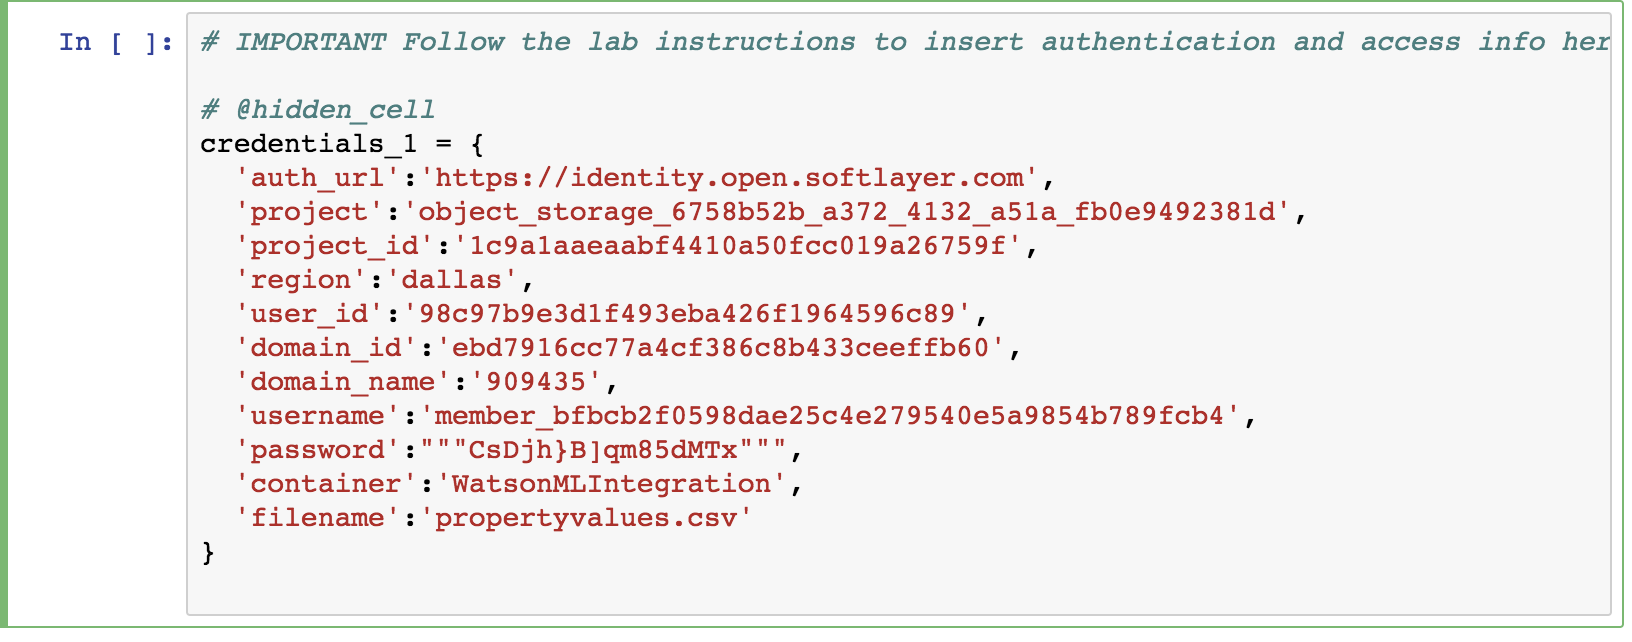 In [ ]: # IMPORTANT Follow the lab instructions to insert authentication and access info her
# @hidden_cell
credentials_1 = {
'auth_url':'https://identity.open.softlayer.com',
'project':'object_storage_6758b52b_a372_4132_a51a_fb0e9492381d',
'project_id':'1c9a1aaeaabf4410a50fcc019a26759f',
'region':'dallas',
'user_id':'98c97b9e3d1f493eba426f1964596c89',
'domain_id':'ebd7916cc77a4cf386c8b433ceeffb60',
'domain_name':'909435',
'username':'member_bfbcb2f0598dae25c4e279540e5a9854b789fcb4',
'password':"""CsDjh}B]qm85dMTx""",
'container':'WatsonMLIntegration',
'filename':'propertyvalues.csv'
}